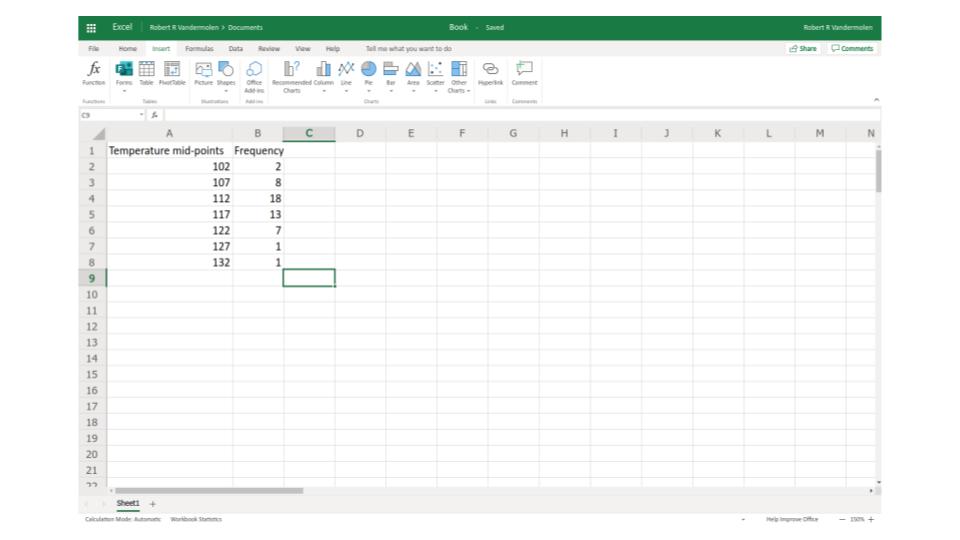 Excel Robert R Vandermolen > Documents Book - Saved Robert R Vandermolen
File Home Insert Formulas Data Review View Help Tell me what you want to do Share Comments
fx
Function Forms Table PivotTable Picture Shapes Office Add-ins Recommended Charts Column Line Pie Bar Area Scatter Other Charts Hyperlink Comment
Functions Tables Illustrations Add-ins Charts Links Comments
C9 fx
A B C D E F G H I J K L M N
1 Temperature mid-points Frequency
2 102 2
3 107 8
4 112 18
5 117 13
6 122 7
7 127 1
8 132 1
9
10
11
12
13
14
15
16
17
18
19
20
21
22
Sheet1 +
Calculation Mode: Automatic Workbook Statistics Help Improve Office — 150% +